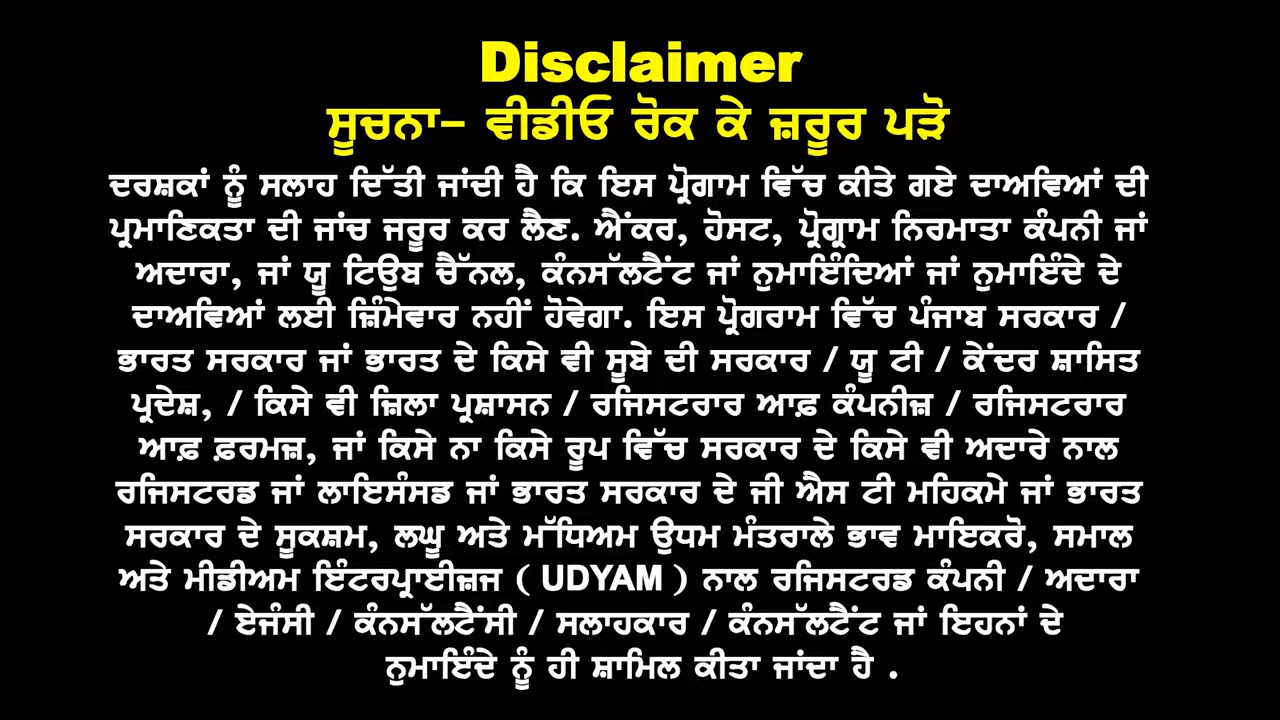 Disclaimer
ਸੂਚਨਾ- ਵੀਡੀਓ ਰੋਕ ਕੇ ਜ਼ਰੂਰ ਪੜੋ
ਦਰਸ਼ਕਾਂ ਨੂੰ ਸਲਾਹ ਦਿੱਤੀ ਜਾਂਦੀ ਹੈ ਕਿ ਇਸ ਪ੍ਰੋਗਾਮ ਵਿੱਚ ਕੀਤੇ ਗਏ ਦਾਅਵਿਆਂ ਦੀ
ਪ੍ਰਮਾਣਿਕਤਾ ਦੀ ਜਾਂਚ ਜਰੂਰ ਕਰ ਲੈਣ. ਐਂਕਰ, ਹੋਸਟ, ਪ੍ਰੋਗ੍ਰਾਮ ਨਿਰਮਾਤਾ ਕੰਪਨੀ ਜਾਂ
ਅਦਾਰਾ, ਜਾਂ ਯੂ ਟਿਉਬ ਚੈੱਨਲ, ਕੰਨਸੱਲਟੈਂਟ ਜਾਂ ਨੁਮਾਇੰਦਿਆਂ ਜਾਂ ਨੁਮਾਇੰਦੇ ਦੇ
ਦਾਅਵਿਆਂ ਲਈ ਜ਼ਿੰਮੇਵਾਰ ਨਹੀਂ ਹੋਵੇਗਾ. ਇਸ ਪ੍ਰੋਗਰਾਮ ਵਿੱਚ ਪੰਜਾਬ ਸਰਕਾਰ /
ਭਾਰਤ ਸਰਕਾਰ ਜਾਂ ਭਾਰਤ ਦੇ ਕਿਸੇ ਵੀ ਸੂਬੇ ਦੀ ਸਰਕਾਰ / ਯੂ ਟੀ / ਕੇਂਦਰ ਸ਼ਾਸਿਤ
ਪ੍ਰਦੇਸ਼, / ਕਿਸੇ ਵੀ ਜ਼ਿਲਾ ਪ੍ਰਸ਼ਾਸਨ / ਰਜਿਸਟਰਾਰ ਆਫ਼ ਕੰਪਨੀਜ਼ / ਰਜਿਸਟਰਾਰ
ਆਫ਼ ਫ਼ਰਮਜ਼, ਜਾਂ ਕਿਸੇ ਨਾ ਕਿਸੇ ਰੂਪ ਵਿੱਚ ਸਰਕਾਰ ਦੇ ਕਿਸੇ ਵੀ ਅਦਾਰੇ ਨਾਲ
ਰਜਿਸਟਰਡ ਜਾਂ ਲਾਇਸੰਸਡ ਜਾਂ ਭਾਰਤ ਸਰਕਾਰ ਦੇ ਜੀ ਐਸ ਟੀ ਮਹਿਕਮੇ ਜਾਂ ਭਾਰਤ
ਸਰਕਾਰ ਦੇ ਸੂਕਸ਼ਮ, ਲਘੂ ਅਤੇ ਮੱਧਿਅਮ ਉਧਮ ਮੰਤਰਾਲੇ ਭਾਵ ਮਾਇਕਰੋ, ਸਮਾਲ
ਅਤੇ ਮੀਡੀਅਮ ਇੰਟਰਪ੍ਰਾਈਜ਼ਜ ( UDYAM ) ਨਾਲ ਰਜਿਸਟਰਡ ਕੰਪਨੀ / ਅਦਾਰਾ
/ ਏਜੰਸੀ / ਕੰਨਸੱਲਟੈਂਸੀ / ਸਲਾਹਕਾਰ / ਕੰਨਸੱਲਟੈਂਟ ਜਾਂ ਇਹਨਾਂ ਦੇ
ਨੁਮਾਇੰਦੇ ਨੂੰ ਹੀ ਸ਼ਾਮਿਲ ਕੀਤਾ ਜਾਂਦਾ ਹੈ .